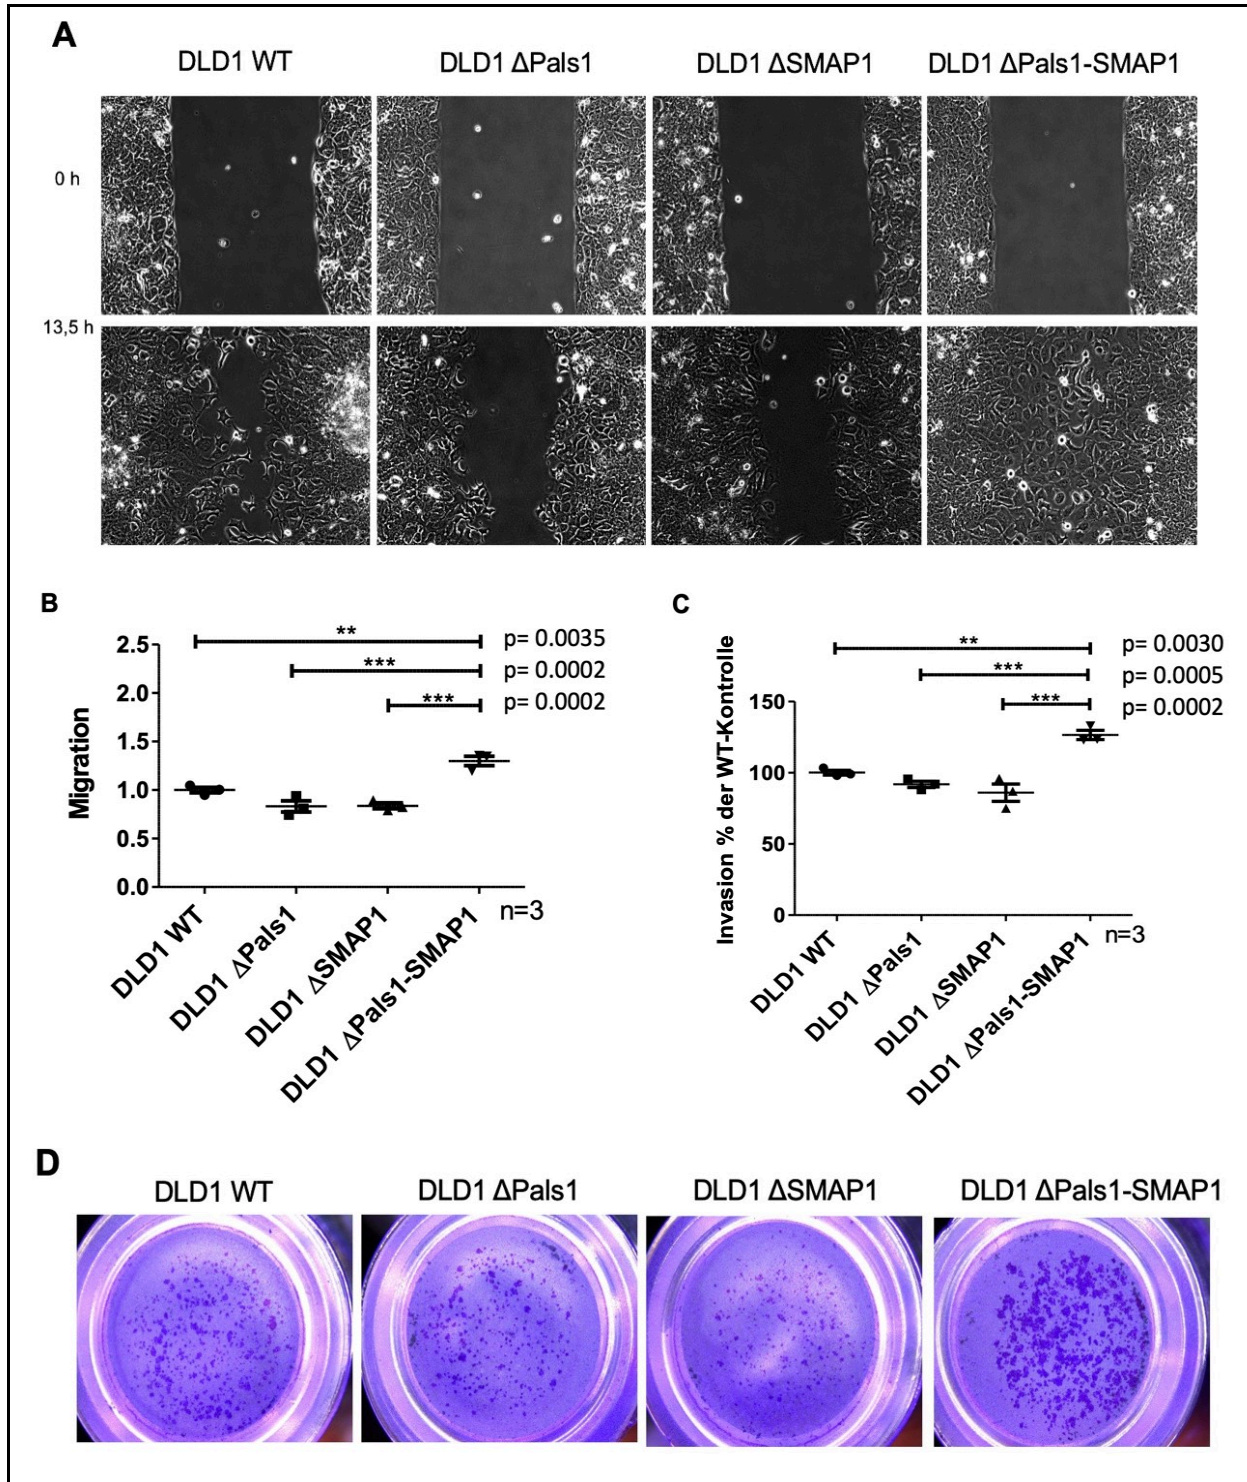 A
DLD1 WT
DLD1 ΔPals1
DLD1 ΔSMAP1
DLD1 ΔPals1-SMAP1
0 h
13,5 h
B
**
p= 0.0035
***
p= 0.0002
***
p= 0.0002
2.5
2.0
1.5
1.0
0.5
0.0
Migration
DLD1 WT
DLD1 ΔPals1
DLD1 ΔSMAP1
DLD1 ΔPals1-SMAP1
n=3
C
**
p= 0.0030
***
p= 0.0005
***
p= 0.0002
150
100
50
0
Invasion % der WT-Kontrolle
DLD1 WT
DLD1 ΔPals1
DLD1 ΔSMAP1
DLD1 ΔPals1-SMAP1
n=3
D
DLD1 WT
DLD1 ΔPals1
DLD1 ΔSMAP1
DLD1 ΔPals1-SMAP1